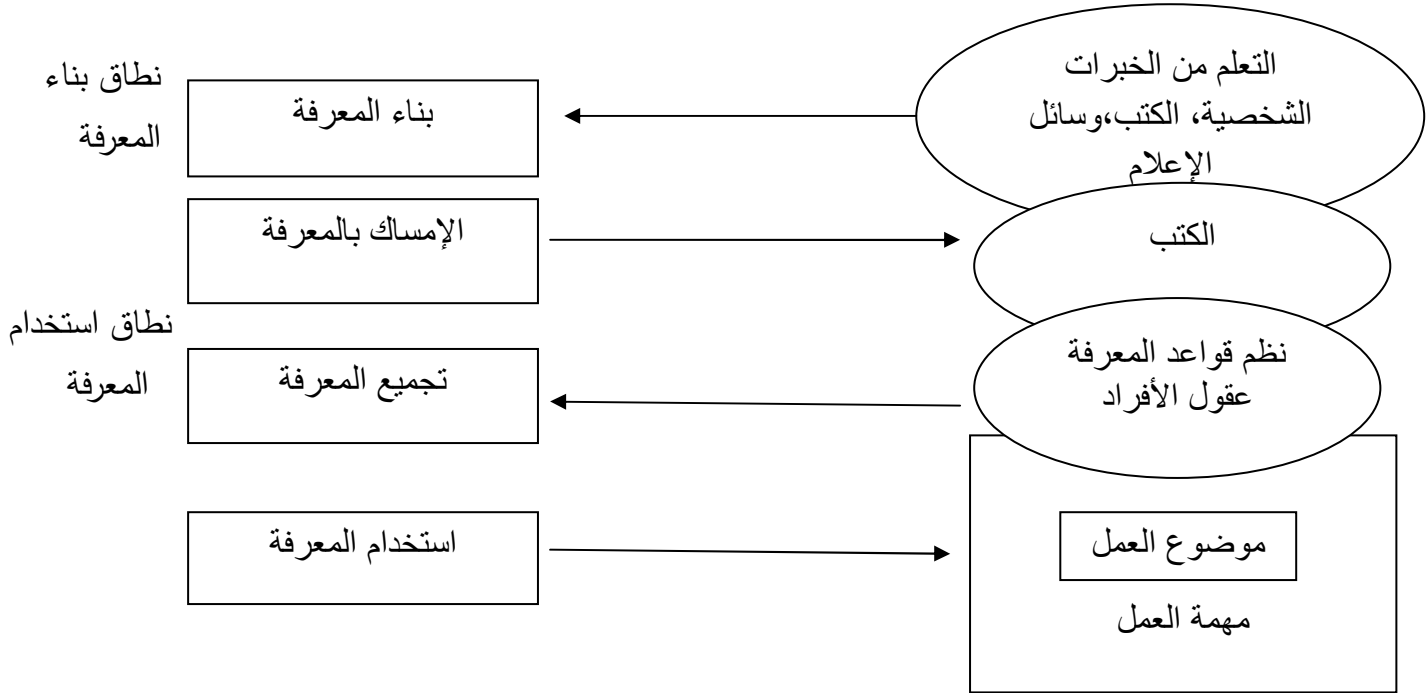 التعلم من الخبرات
الشخصية، الكتب،وسائل
الإعلام
بناء المعرفة
نطاق بناء
المعرفة
الكتب
الإمساك بالمعرفة
نظم قواعد المعرفة
عقول الأفراد
تجميع المعرفة
نطاق استخدام
المعرفة
موضوع العمل
مهمة العمل
استخدام المعرفة